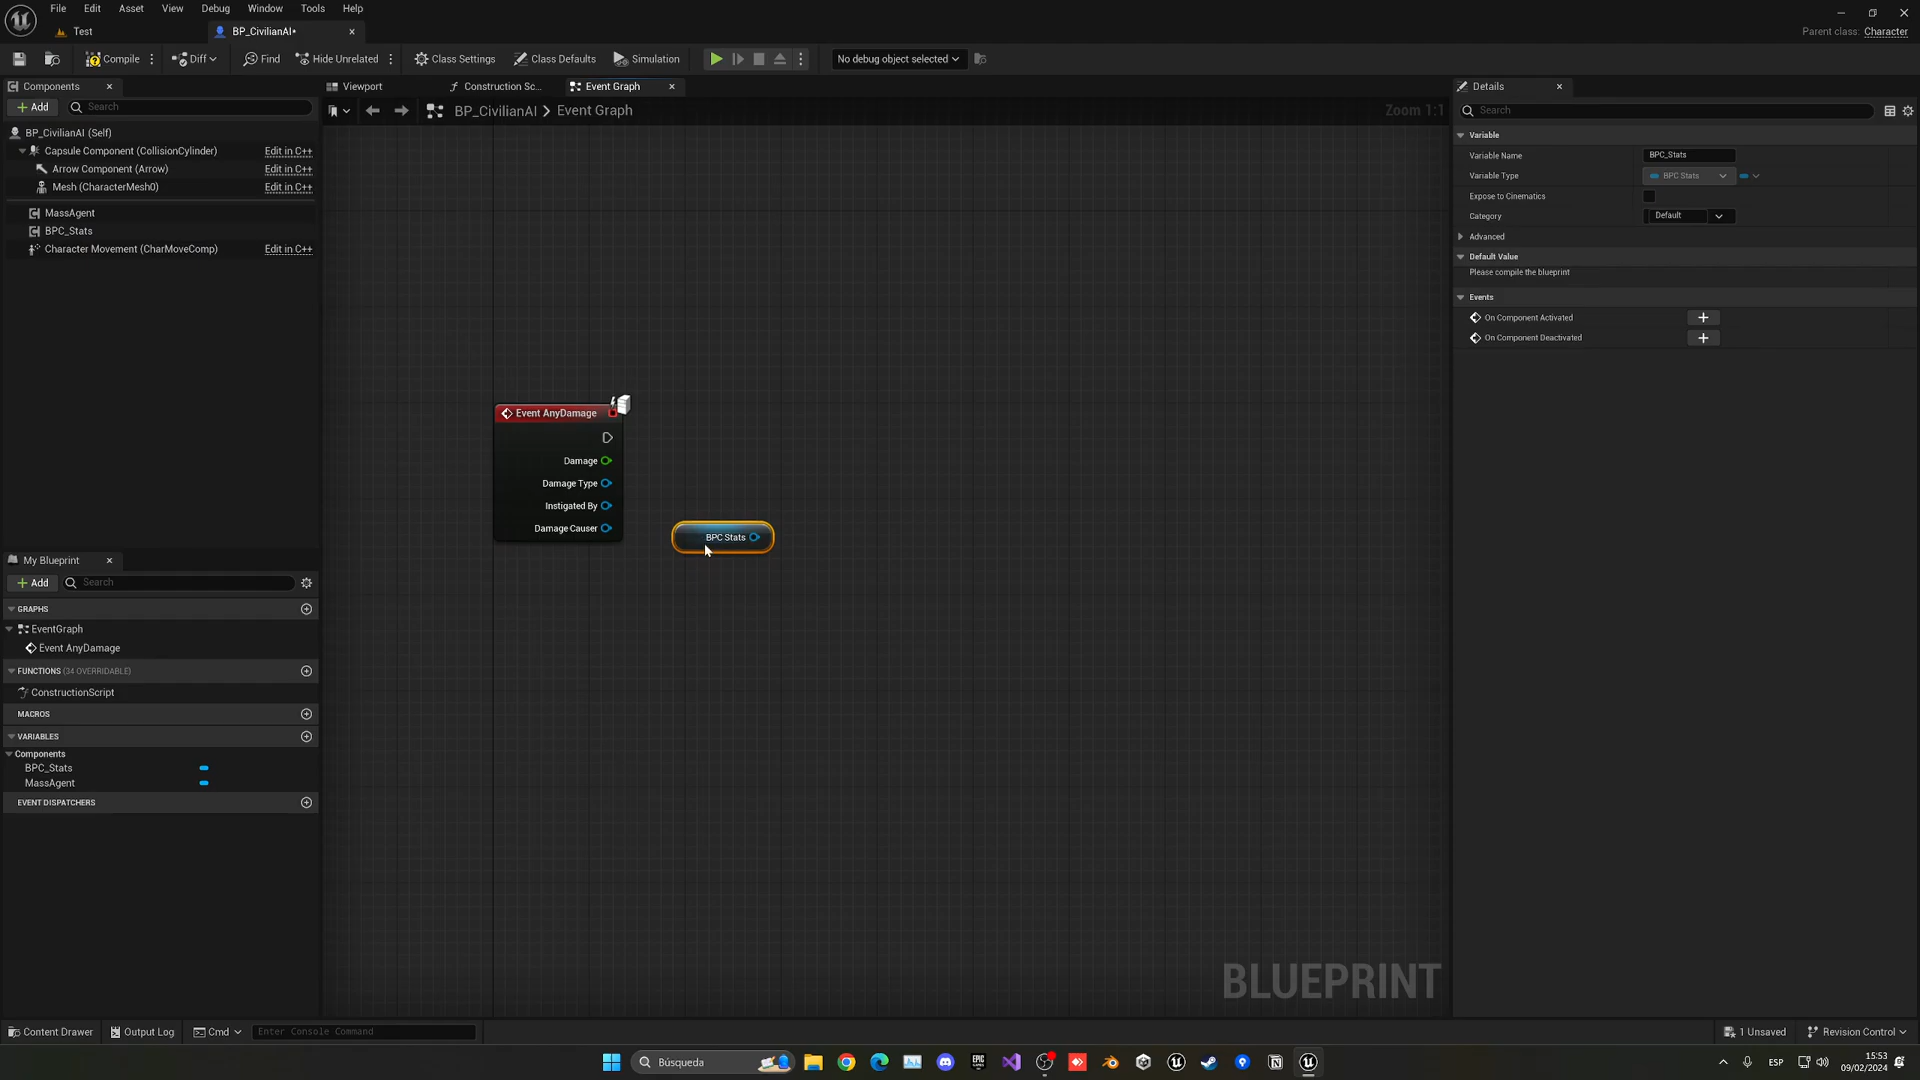 File Edit Asset View Debug Window Tools Help
Test
BP_CivilianAI*
Parent class: Character
Compile
Diff
Find
Hide Unrelated
Class Settings
Class Defaults
Simulation
No debug object selected
Components
Add
Search
BP_CivilianAI (Self)
Capsule Component (CollisionCylinder) Edit in C++
Arrow Component (Arrow) Edit in C++
Mesh (CharacterMesh0) Edit in C++
MassAgent
BPC_Stats
Character Movement (CharMoveComp) Edit in C++
Viewport
Construction Sc...
Event Graph
BP_CivilianAI > Event Graph
Zoom 1:1
Event AnyDamage
Damage
Damage Type
Instigated By
Damage Causer
BPC Stats
BLUEPRINT
My Blueprint
Add
Search
GRAPHS
EventGraph
Event AnyDamage
FUNCTIONS (34 OVERRIDABLE)
ConstructionScript
MACROS
VARIABLES
Components
BPC_Stats
MassAgent
EVENT DISPATCHERS
Details
Search
Variable
Variable Name BPC_Stats
Variable Type BPC Stats
Expose to Cinematics
Category Default
Advanced
Default Value
Please compile the blueprint
Events
On Component Activated
On Component Deactivated
Content Drawer
Output Log
Cmd
Enter Console Command
1 Unsaved
Revision Control
Búsqueda
EPIC GAMES
ESP
15:53
09/02/2024